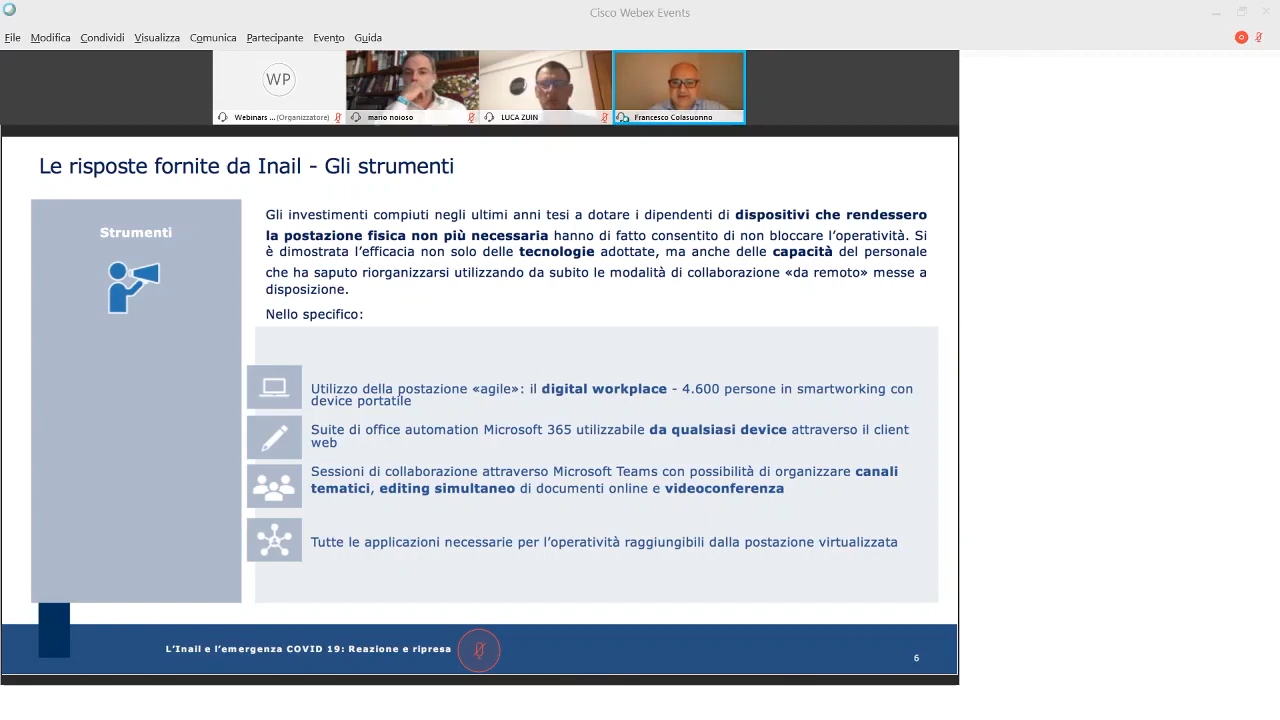 Cisco Webex Events
File Modifica Condividi Visualizza Comunica Partecipante Evento Guida
WP
Webinars ... (Organizzatore) mario noioso LUCA ZUIN Francesco Colasuonno
Le risposte fornite da Inail - Gli strumenti
Strumenti
Gli investimenti compiuti negli ultimi anni tesi a dotare i dipendenti di dispositivi che rendessero
la postazione fisica non più necessaria hanno di fatto consentito di non bloccare l'operatività. Si
è dimostrata l'efficacia non solo delle tecnologie adottate, ma anche delle capacità del personale
che ha saputo riorganizzarsi utilizzando da subito le modalità di collaborazione «da remoto» messe a
disposizione.
Nello specifico:
Utilizzo della postazione «agile»: il digital workplace - 4.600 persone in smartworking con
device portatile
Suite di office automation Microsoft 365 utilizzabile da qualsiasi device attraverso il client
web
Sessioni di collaborazione attraverso Microsoft Teams con possibilità di organizzare canali
tematici, editing simultaneo di documenti online e videoconferenza
Tutte le applicazioni necessarie per l'operatività raggiungibili dalla postazione virtualizzata
L'Inail e l'emergenza COVID 19: Reazione e ripresa
6